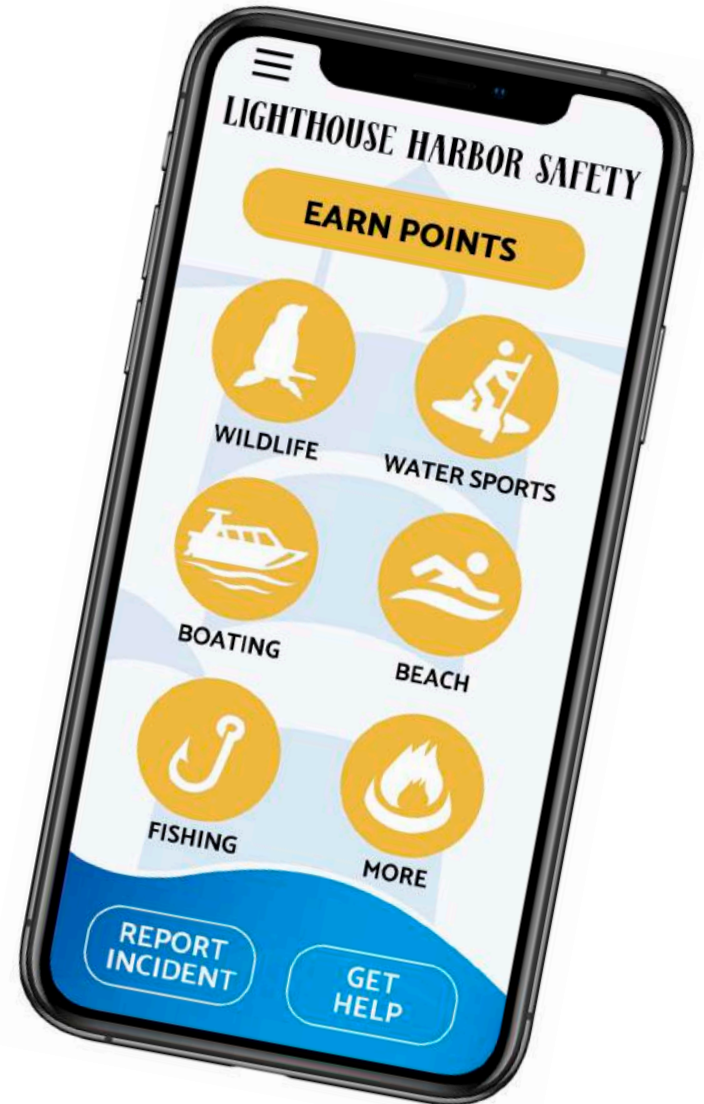 LIGHTHOUSE HARBOR SAFETY
EARN POINTS
WILDLIFE
WATER SPORTS
BOATING
BEACH
FISHING
MORE
REPORT
INCIDENT
GET
HELP